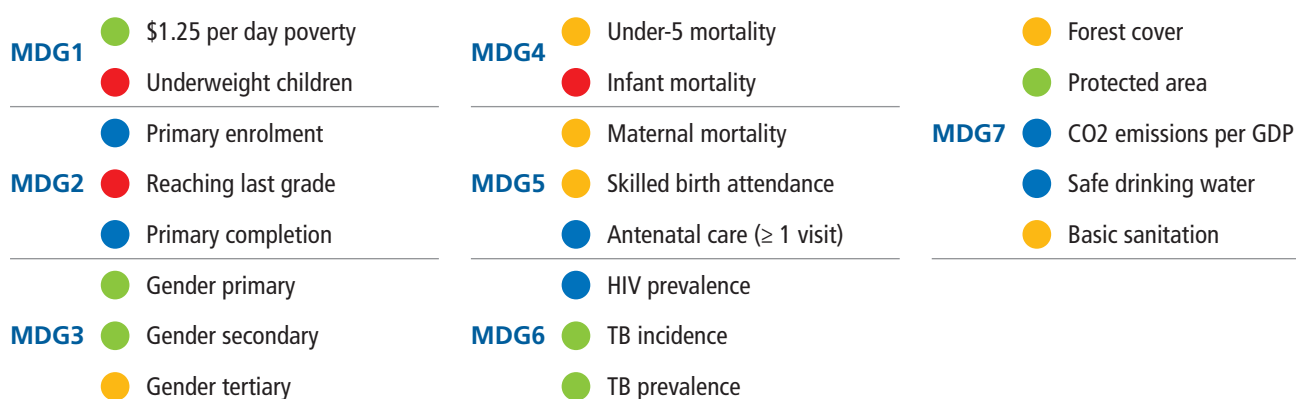 MDG1
$1.25 per day poverty
Underweight children
MDG2
Primary enrolment
Reaching last grade
Primary completion
MDG3
Gender primary
Gender secondary
Gender tertiary
MDG4
Under-5 mortality
Infant mortality
MDG5
Maternal mortality
Skilled birth attendance
Antenatal care (≥ 1 visit)
MDG6
HIV prevalence
TB incidence
TB prevalence
MDG7
Forest cover
Protected area
CO2 emissions per GDP
Safe drinking water
Basic sanitation